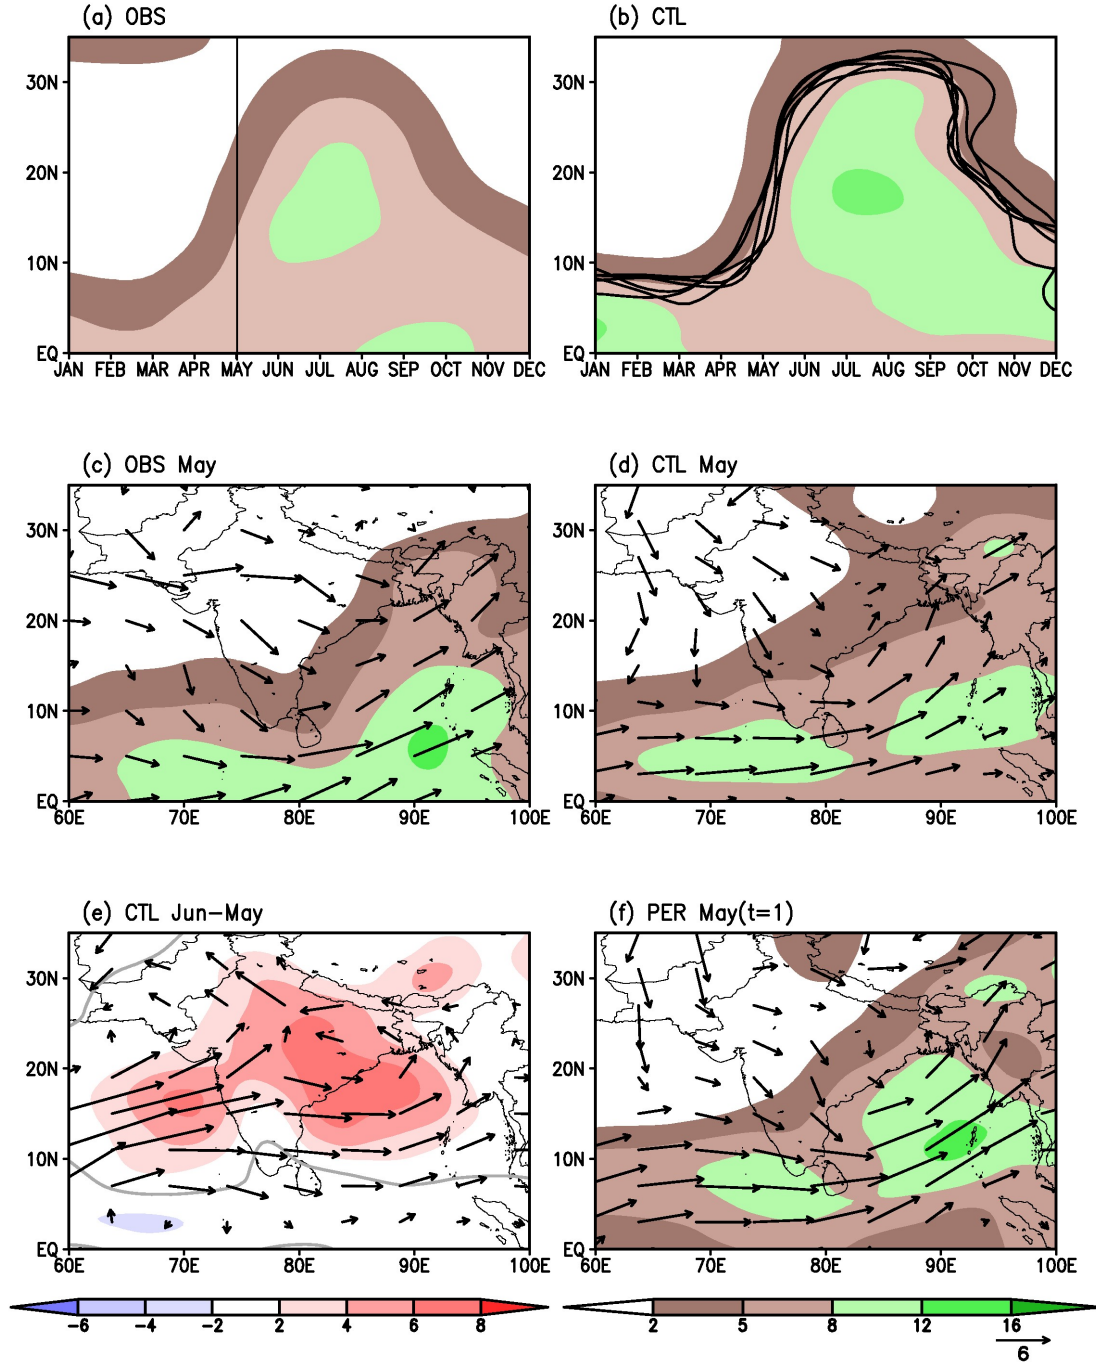 (a) OBS
(b) CTL
30N
20N
10N
EQ
JAN FEB MAR APR MAY JUN JUL AUG SEP OCT NOV DEC
30N
20N
10N
EQ
JAN FEB MAR APR MAY JUN JUL AUG SEP OCT NOV DEC
(c) OBS May
(d) CTL May
30N
20N
10N
EQ
60E 70E 80E 90E 100E
30N
20N
10N
EQ
60E 70E 80E 90E 100E
(e) CTL Jun-May
(f) PER May(t=1)
30N
20N
10N
EQ
60E 70E 80E 90E 100E
30N
20N
10N
EQ
60E 70E 80E 90E 100E
-6 -4 -2 2 4 6 8
2 5 8 12 16
6